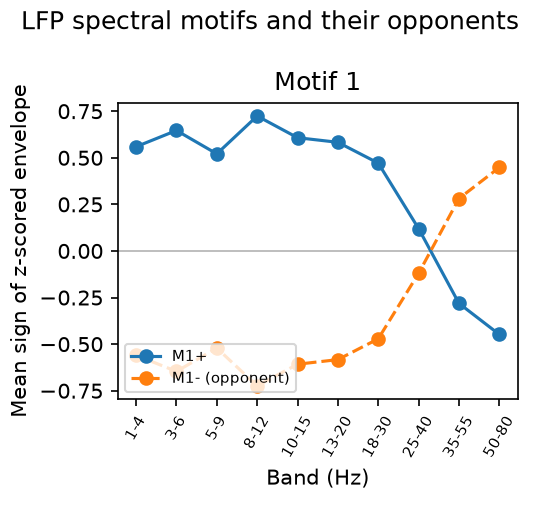 LFP spectral motifs and their opponents
Motif 1
Mean sign of z-scored envelope
0.75
0.50
0.25
0.00
−0.25
−0.50
−0.75
M1+
M1- (opponent)
1-4
3-6
5-9
8-12
10-15
13-20
18-30
25-40
35-55
50-80
Band (Hz)